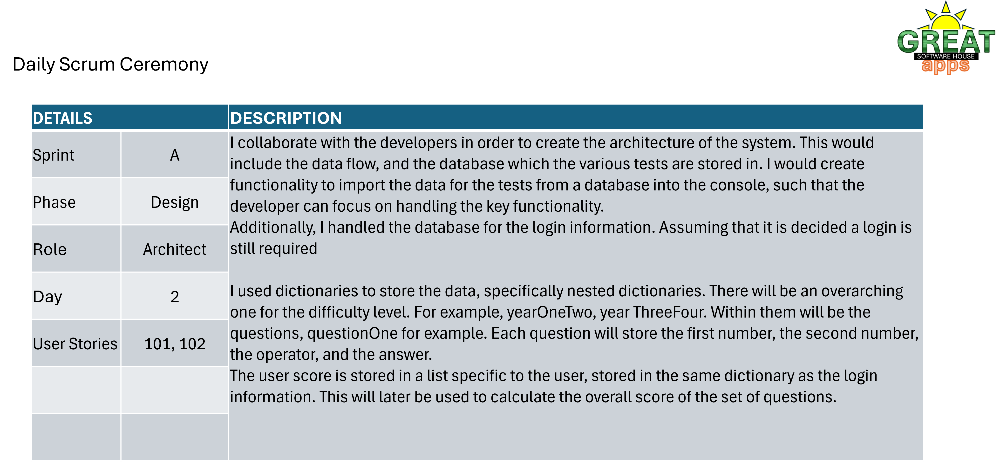 GREAT
SOFTWARE HOUSE
apps
Daily Scrum Ceremony
DETAILS
DESCRIPTION
Sprint
A
Phase
Design
Role
Architect
Day
2
User Stories
101, 102
I collaborate with the developers in order to create the architecture of the system. This would
include the data flow, and the database which the various tests are stored in. I would create
functionality to import the data for the tests from a database into the console, such that the
developer can focus on handling the key functionality.
Additionally, I handled the database for the login information. Assuming that it is decided a login is
still required
I used dictionaries to store the data, specifically nested dictionaries. There will be an overarching
one for the difficulty level. For example, yearOneTwo, year ThreeFour. Within them will be the
questions, questionOne for example. Each question will store the first number, the second number,
the operator, and the answer.
The user score is stored in a list specific to the user, stored in the same dictionary as the login
information. This will later be used to calculate the overall score of the set of questions.